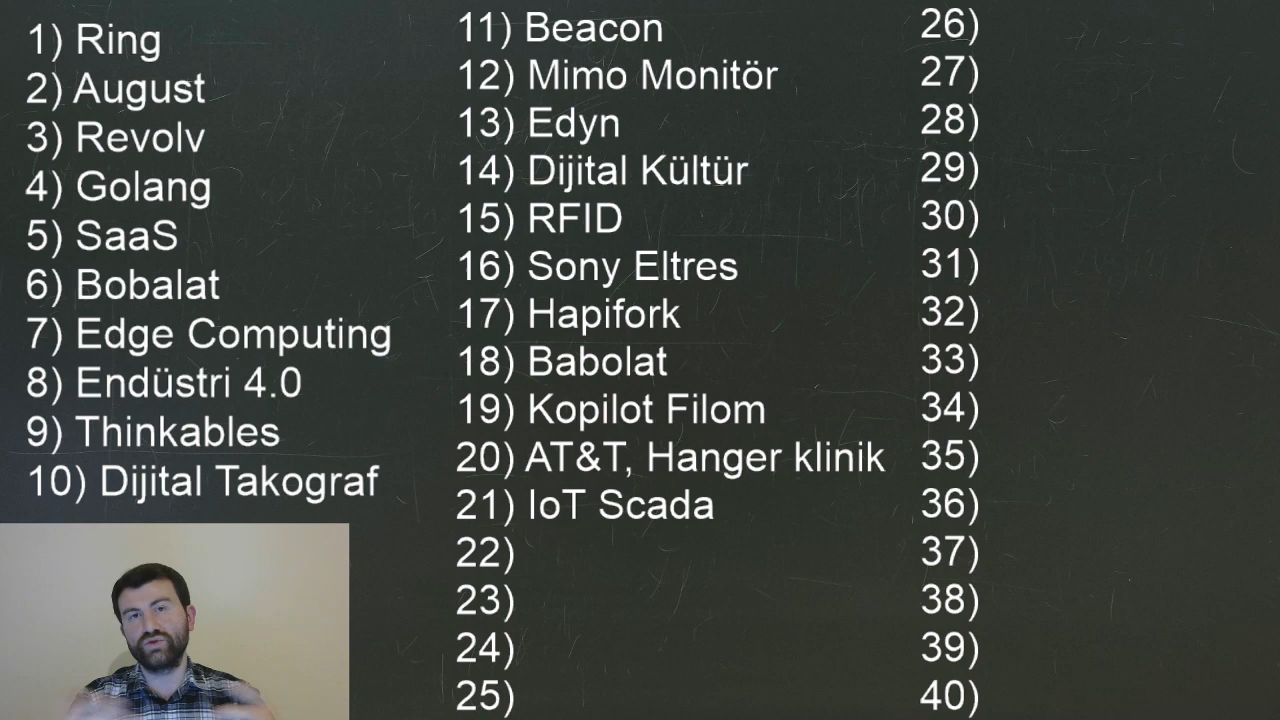 1) Ring
2) August
3) Revolv
4) Golang
5) SaaS
6) Bobalat
7) Edge Computing
8) Endüstri 4.0
9) Thinkables
10) Dijital Takograf
11) Beacon
12) Mimo Monitör
13) Edyn
14) Dijital Kültür
15) RFID
16) Sony Eltres
17) Hapifork
18) Babolat
19) Kopilot Filom
20) AT&T, Hanger klinik
21) IoT Scada
22)
23)
24)
25)
26)
27)
28)
29)
30)
31)
32)
33)
34)
35)
36)
37)
38)
39)
40)